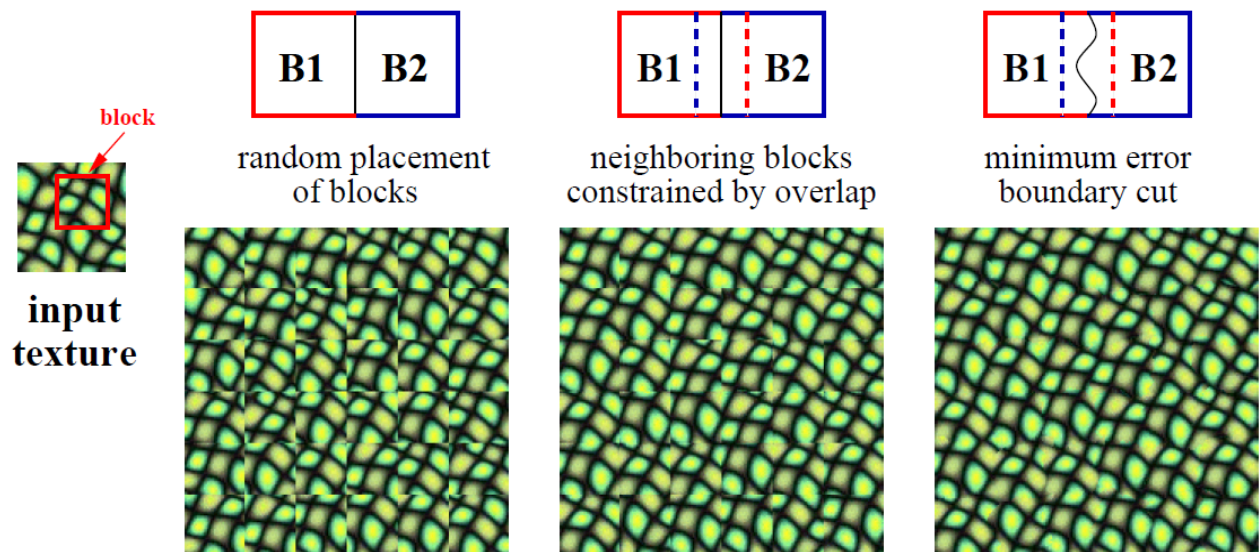 block
input
texture
B1 B2
random placement
of blocks
B1 B2
neighboring blocks
constrained by overlap
B1 B2
minimum error
boundary cut